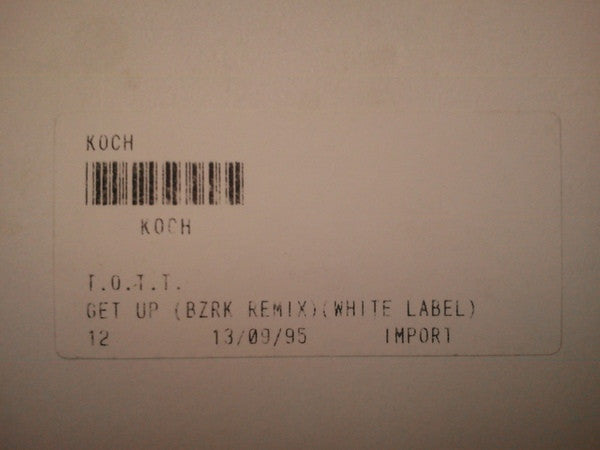 KOCH
KOCH
T.O.T.T.
GET UP (BZRK REMIX)(WHITE LABEL)
12 13/09/95 IMPORT